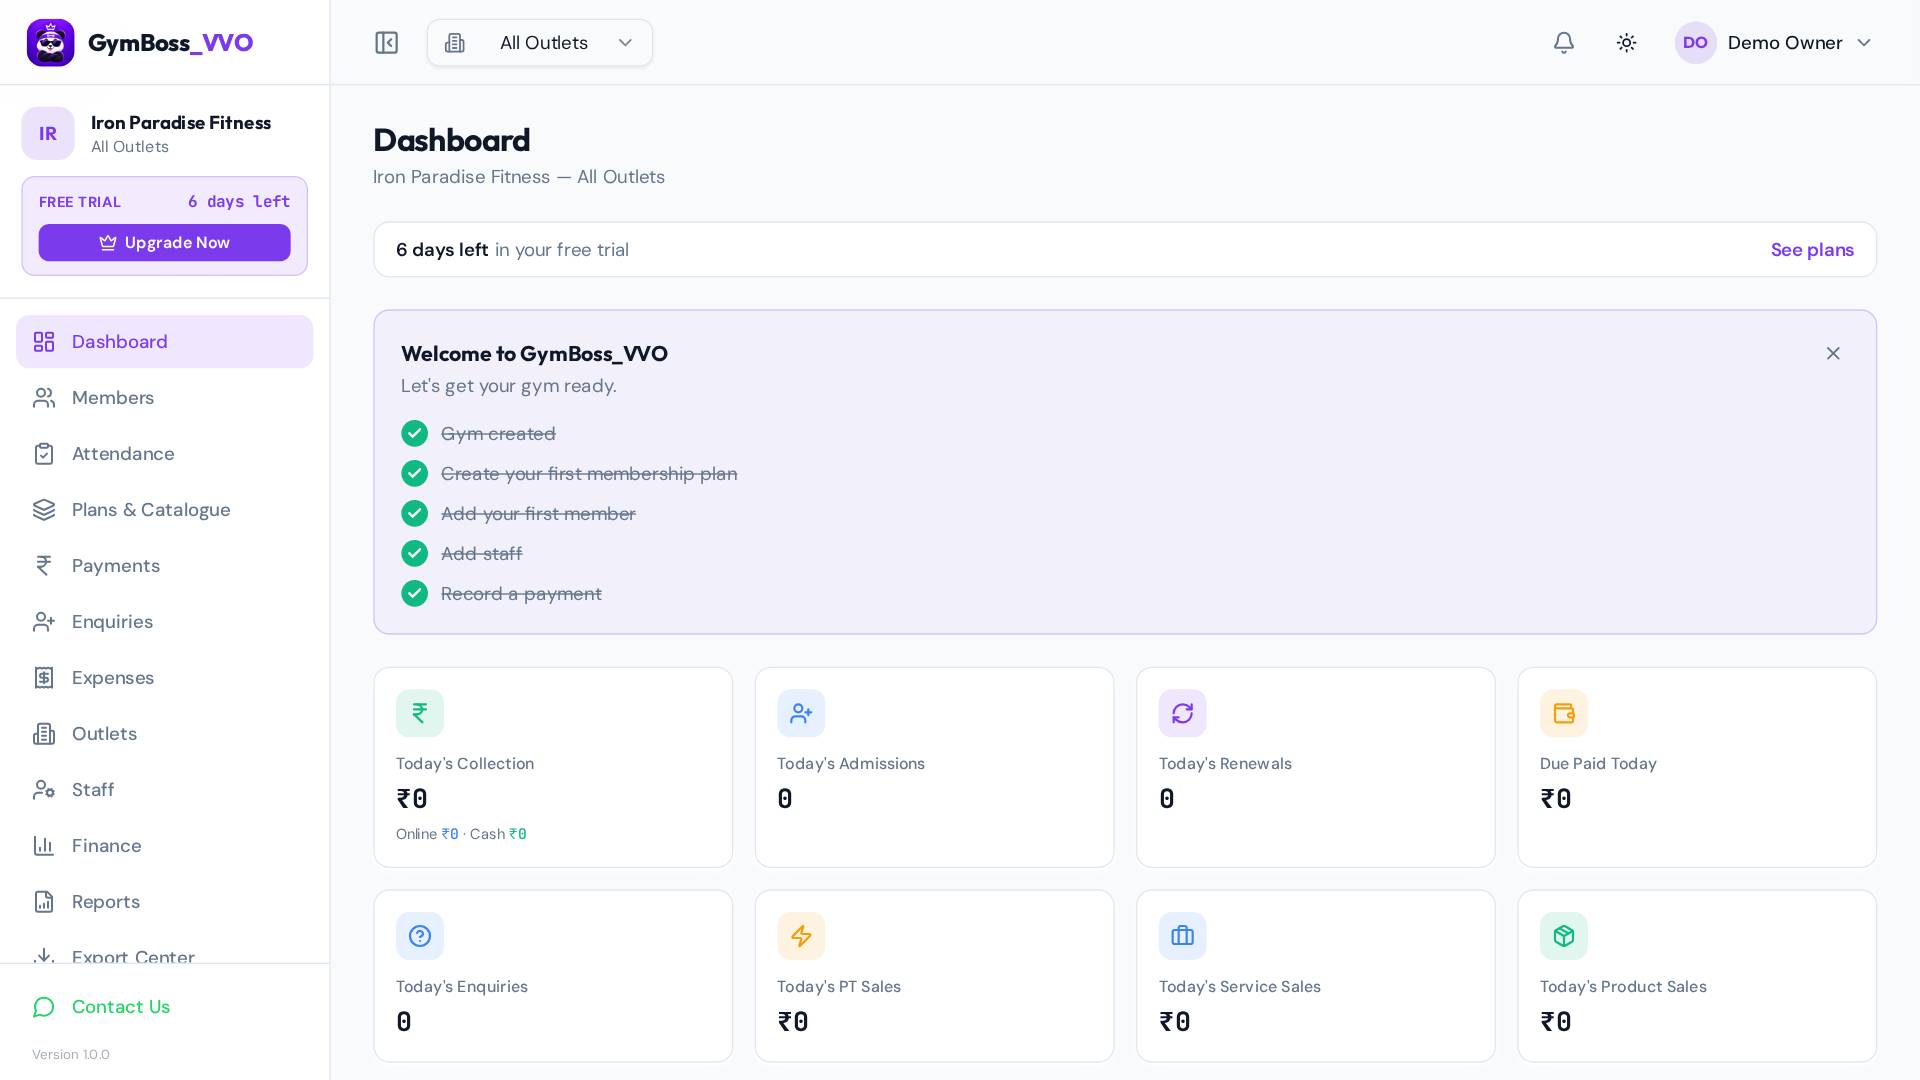 GymBoss_VVO
All Outlets
DO
Demo Owner
IR
Iron Paradise Fitness
All Outlets
FREE TRIAL
6 days left
Upgrade Now
Dashboard
Members
Attendance
Plans & Catalogue
Payments
Enquiries
Expenses
Outlets
Staff
Finance
Reports
Export Center
Contact Us
Version 1.0.0
Dashboard
Iron Paradise Fitness — All Outlets
6 days left in your free trial
See plans
Welcome to GymBoss_VVO
Let's get your gym ready.
Gym created
Create your first membership plan
Add your first member
Add staff
Record a payment
Today's Collection
₹0
Online ₹0 · Cash ₹0
Today's Admissions
0
Today's Renewals
0
Due Paid Today
₹0
Today's Enquiries
0
Today's PT Sales
₹0
Today's Service Sales
₹0
Today's Product Sales
₹0